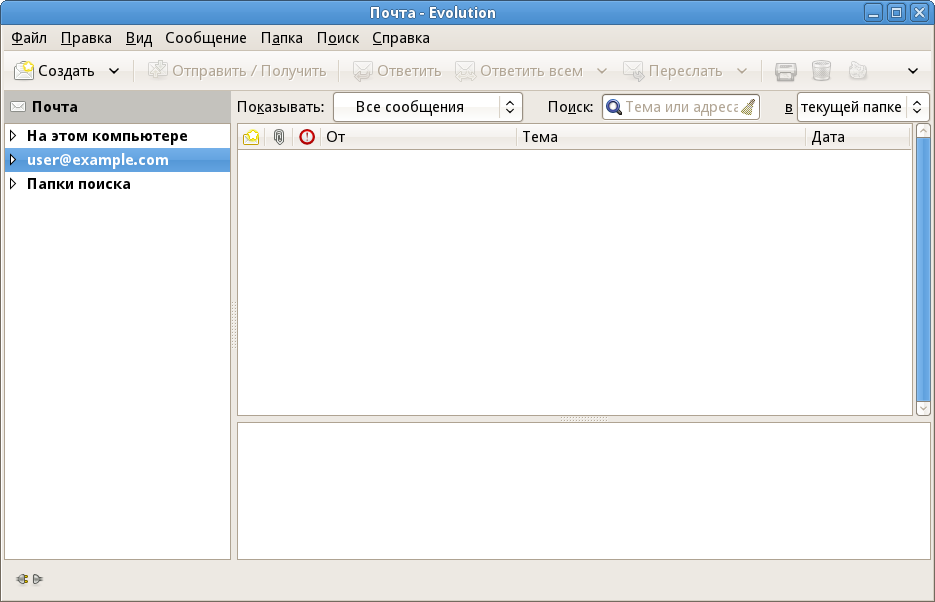 Почта - Evolution
Файл Правка Вид Сообщение Папка Поиск Справка
Создать Отправить / Получить Ответить Ответить всем Переслать
Почта Показывать: Все сообщения Поиск: Тема или адреса в текущей папке
На этом компьютере От Тема Дата
user@example.com
Папки поиска